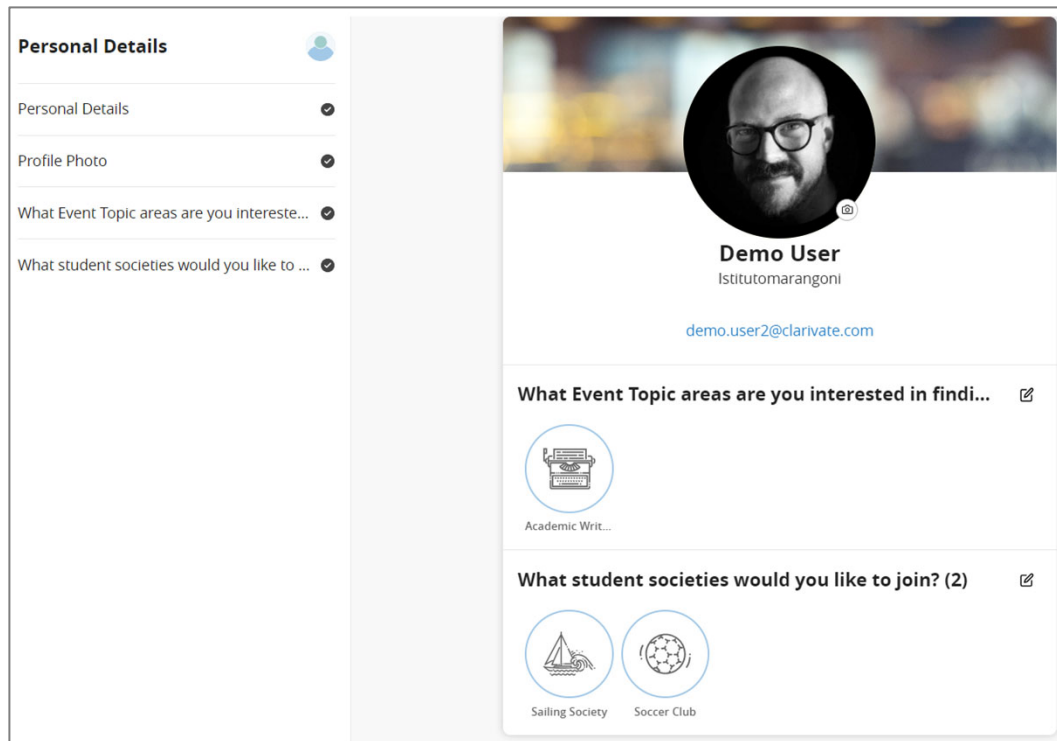 Personal Details
Personal Details
Profile Photo
What Event Topic areas are you intereste...
What student societies would you like to ...
Demo User
Istitutomarangoni
demo.user2@clarivate.com
What Event Topic areas are you interested in findi...
Academic Writ...
What student societies would you like to join? (2)
Sailing Society
Soccer Club